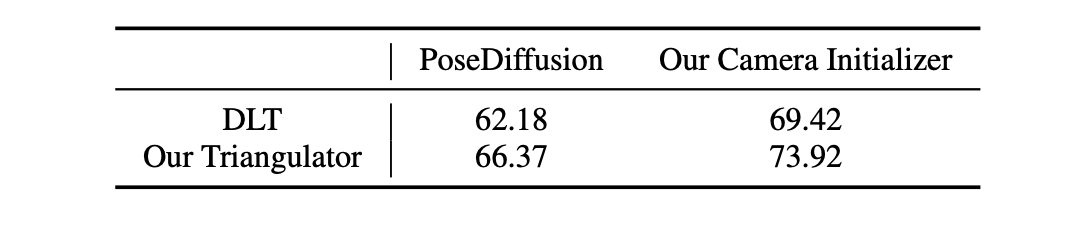 PoseDiffusion Our Camera Initializer
DLT 62.18 69.42
Our Triangulator 66.37 73.92